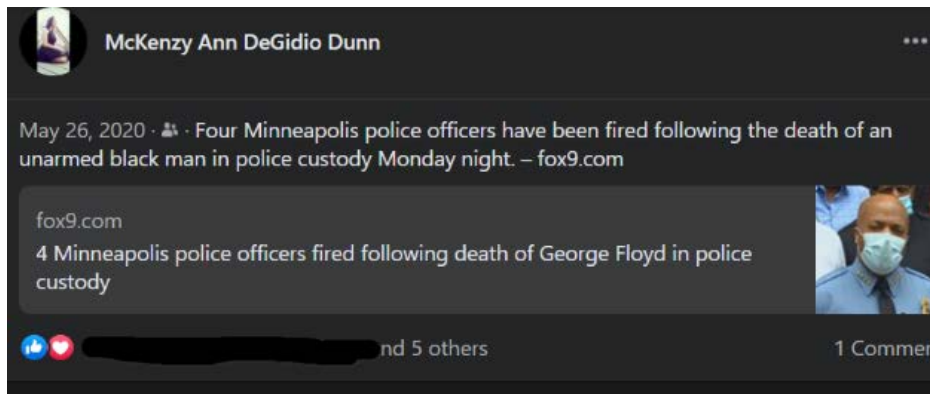 McKenzy Ann DeGidio Dunn
May 26, 2020 · · Four Minneapolis police officers have been fired following the death of an
unarmed black man in police custody Monday night. – fox9.com
fox9.com
4 Minneapolis police officers fired following death of George Floyd in police
custody
nd 5 others
1 Commen